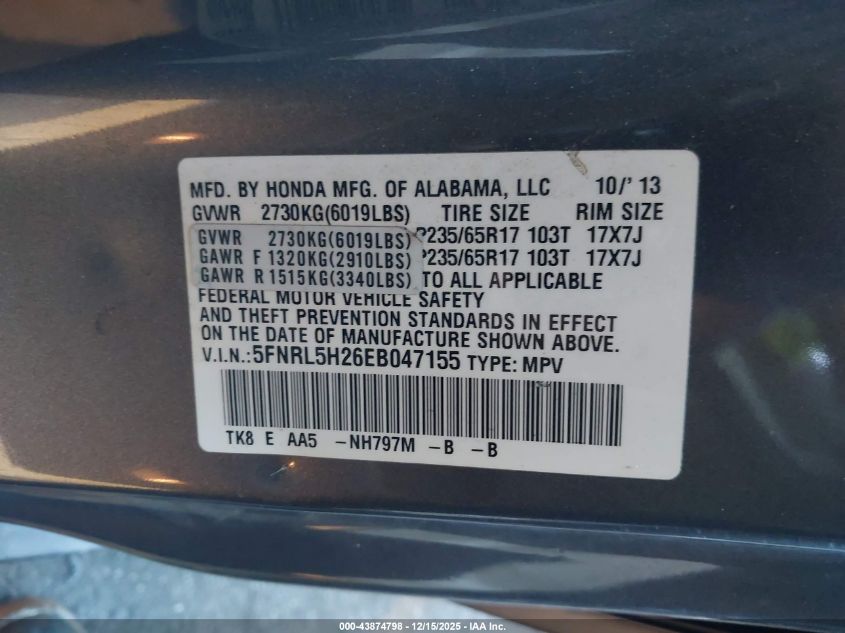 MFD. BY HONDA MFG. OF ALABAMA, LLC 10/' 13
GVWR 2730KG(6019LBS) TIRE SIZE RIM SIZE
GVWR 2730KG(6019LBS) P235/65R17 103T 17X7J
GAWR F 1320KG(2910LBS) P235/65R17 103T 17X7J
GAWR R 1515KG(3340LBS) TO ALL APPLICABLE
FEDERAL MOTOR VEHICLE SAFETY
AND THEFT PREVENTION STANDARDS IN EFFECT
ON THE DATE OF MANUFACTURE SHOWN ABOVE.
V.I.N.:5FNRL5H26EB047155 TYPE: MPV
TK8 E AA5 -NH797M -B -B
000-43874798 - 12/15/2025 - IAA Inc.